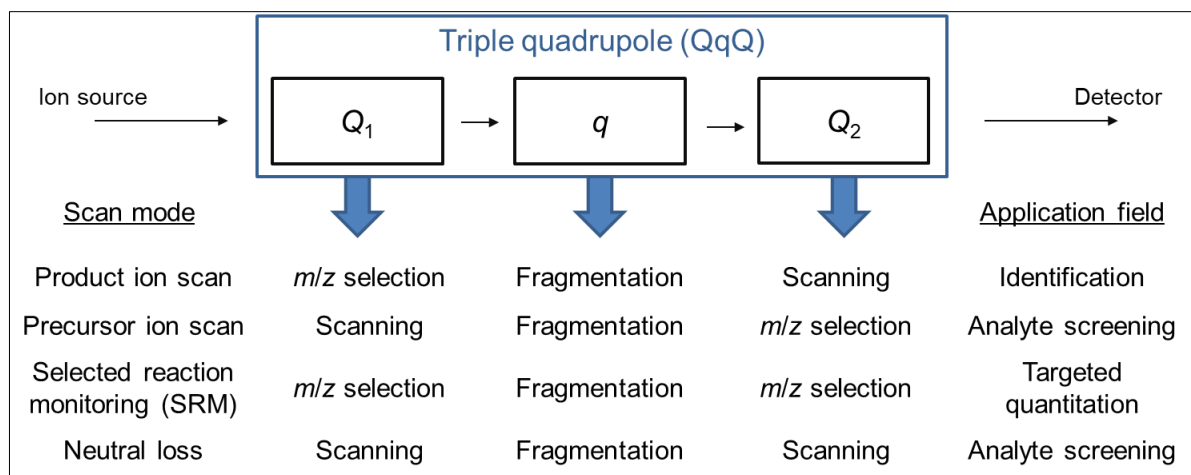 Triple quadrupole (QqQ)
Ion source
Detector
Q1
q
Q2
Scan mode
Application field
Product ion scan m/z selection Fragmentation Scanning Identification
Precursor ion scan Scanning Fragmentation m/z selection Analyte screening
Selected reaction
monitoring (SRM) m/z selection Fragmentation m/z selection Targeted
quantitation
Neutral loss Scanning Fragmentation Scanning Analyte screening